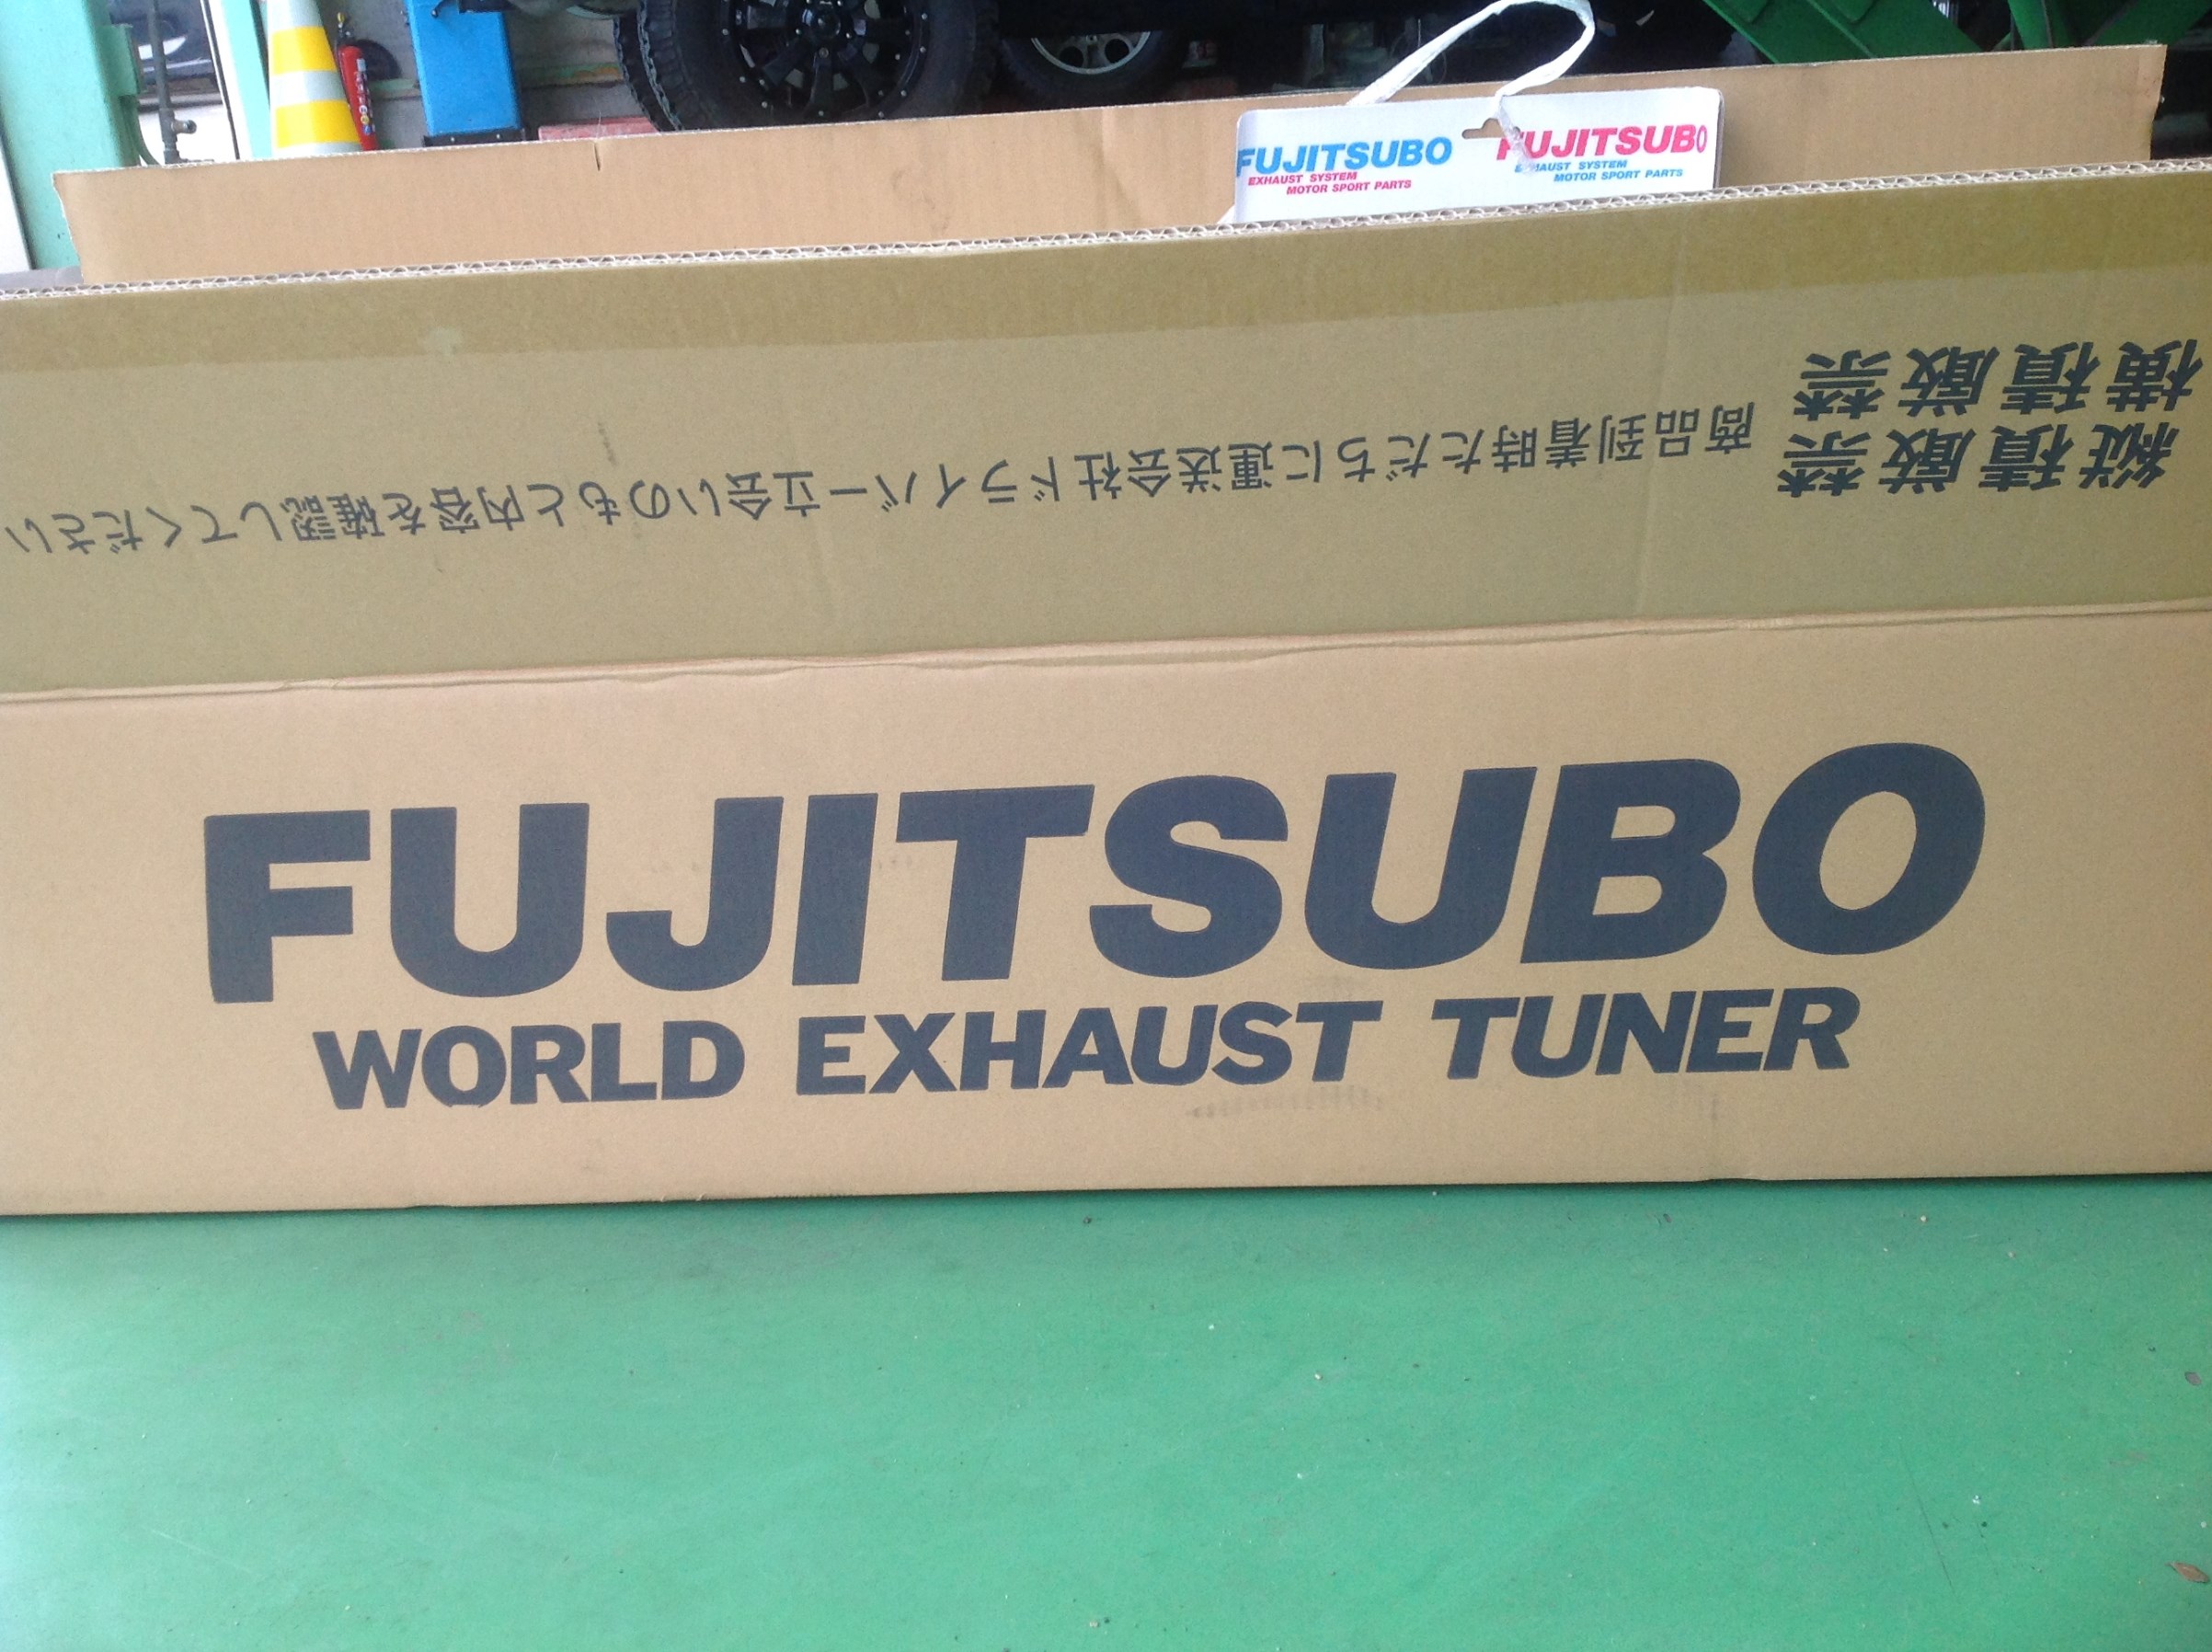 FUJITSUBO
EXHAUST SYSTEM
MOTOR SPORT PARTS
FUJITSUBO
EXHAUST SYSTEM
MOTOR SPORT PARTS
縦積厳禁
横積厳禁
商品到着時ただちに運送会社ドライバー立会いのもと内容を確認してください
FUJITSUBO
WORLD EXHAUST TUNER